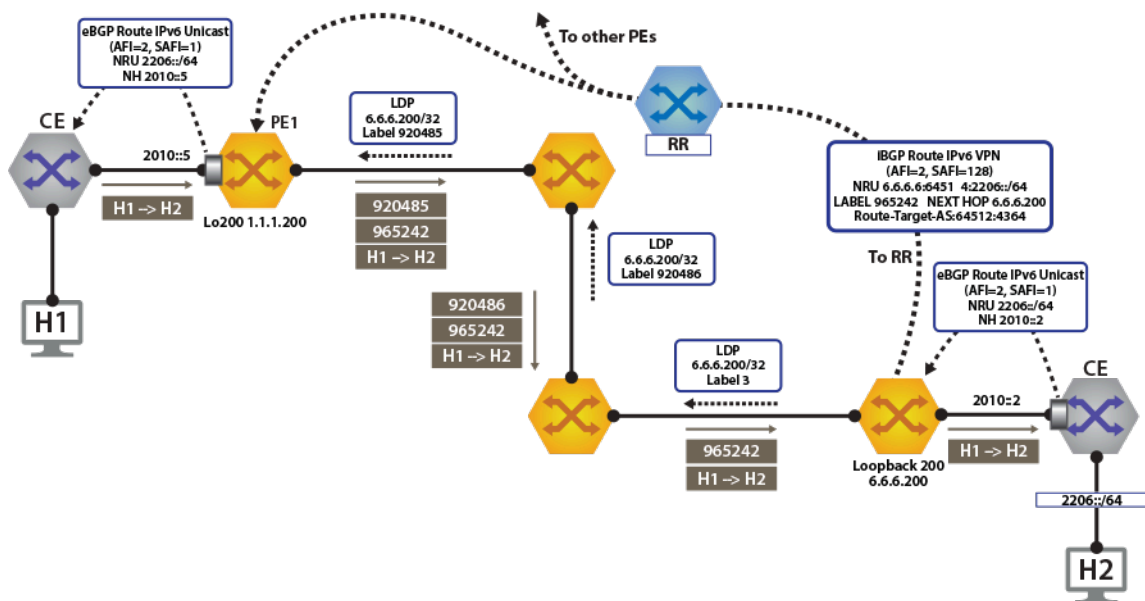 eBGP Route IPv6 Unicast
(AFI=2, SAFI=1)
NRU 2206::/64
NH 2010::5
To other PEs
CE
PE1
LDP
6.6.6.200/32
Label 920485
RR
2010::5
H1 --> H2
Lo200 1.1.1.200
920485
965242
H1 --> H2
iBGP Route IPv6 VPN
(AFI=2, SAFI=128)
NRU 6.6.6.6:6451 4:2206::/64
LABEL 965242 NEXT HOP 6.6.6.200
Route-Target-AS:64512:4364
LDP
6.6.6.200/32
Label 920486
To RR
eBGP Route IPv6 Unicast
(AFI=2, SAFI=1)
NRU 2206::/64
NH 2010::2
H1
920486
965242
H1 --> H2
LDP
6.6.6.200/32
Label 3
CE
2010::2
965242
H1 --> H2
Loopback 200
6.6.6.200
H1 --> H2
2206::/64
H2